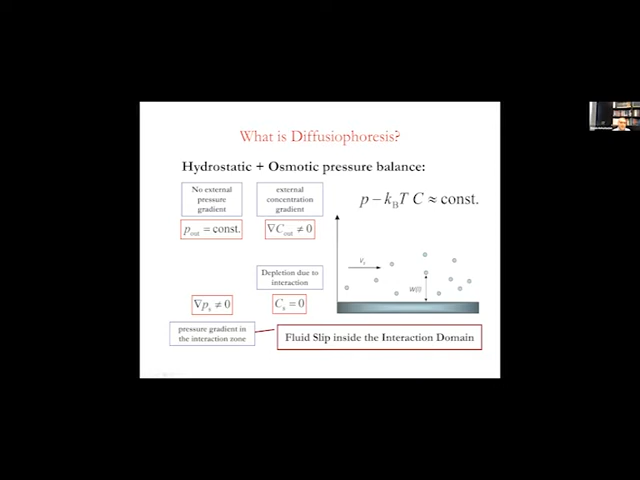 What is Diffusiophoresis?
Hydrostatic + Osmotic pressure balance:
No external
pressure
gradient
external
concentration
gradient
p − k_B T C ≈ const.
p_out = const.
∇C_out ≠ 0
Depletion due to
interaction
W(l)
∇p_s ≠ 0
C_s = 0
pressure gradient in
the interaction zone
Fluid Slip inside the Interaction Domain